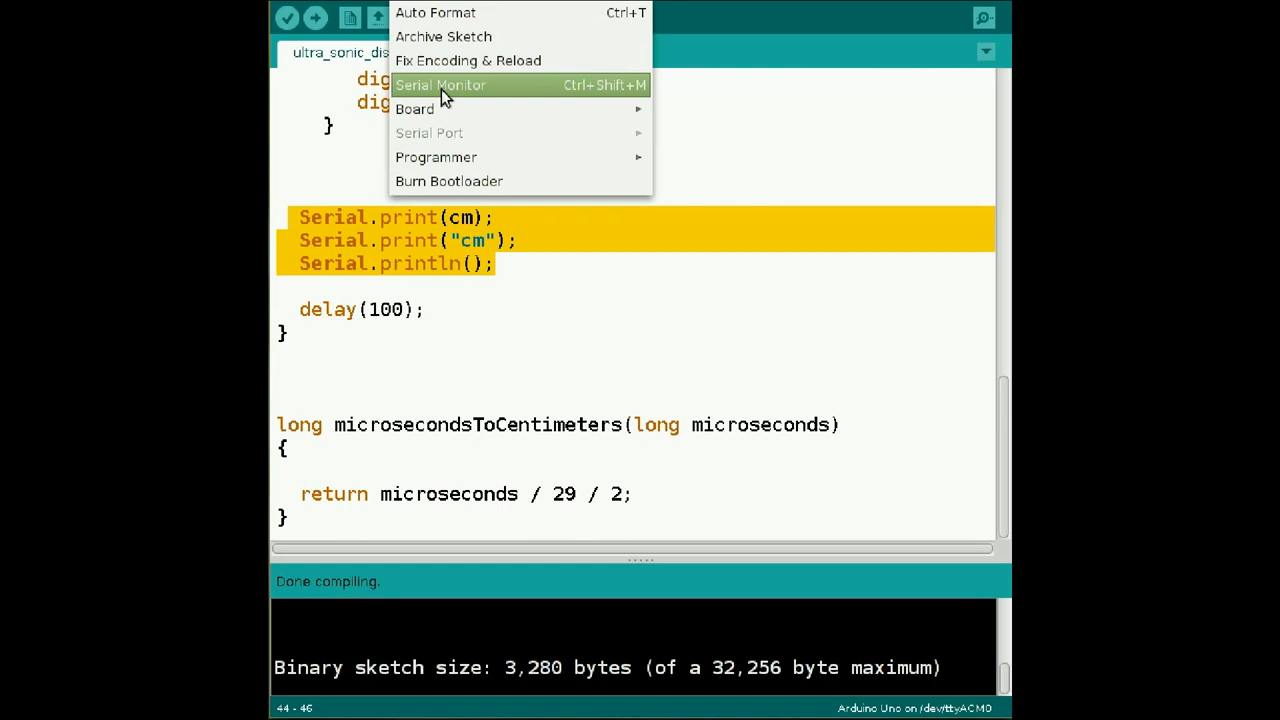 Auto Format Ctrl+T
Archive Sketch
ultra_sonic_dis
Fix Encoding & Reload
dig
Serial Monitor Ctrl+Shift+M
dig
Board
}
Serial Port
Programmer
Burn Bootloader
Serial.print(cm);
Serial.print("cm");
Serial.println();
delay(100);
}
long microsecondsToCentimeters(long microseconds)
{
return microseconds / 29 / 2;
}
Done compiling.
Binary sketch size: 3,280 bytes (of a 32,256 byte maximum)
44 - 46 Arduino Uno on /dev/ttyACM0